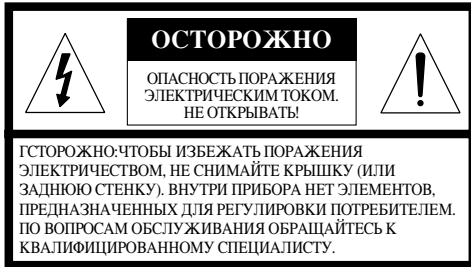 ОСТОРОЖНО
ОПАСНОСТЬ ПОРАЖЕНИЯ
ЭЛЕКТРИЧЕСКИМ ТОКОМ.
НЕ ОТКРЫВАТЬ!
ГСТОРОЖНО:ЧТОБЫ ИЗБЕЖАТЬ ПОРАЖЕНИЯ
ЭЛЕКТРИЧЕСТВОМ, НЕ СНИМАЙТЕ КРЫШКУ (ИЛИ
ЗАДНЮЮ СТЕНКУ). ВНУТРИ ПРИБОРА НЕТ ЭЛЕМЕНТОВ,
ПРЕДНАЗНАЧЕННЫХ ДЛЯ РЕГУЛИРОВКИ ПОТРЕБИТЕЛЕМ.
ПО ВОПРОСАМ ОБСЛУЖИВАНИЯ ОБРАЩАЙТЕСЬ К
КВАЛИФИЦИРОВАННОМУ СПЕЦИАЛИСТУ.